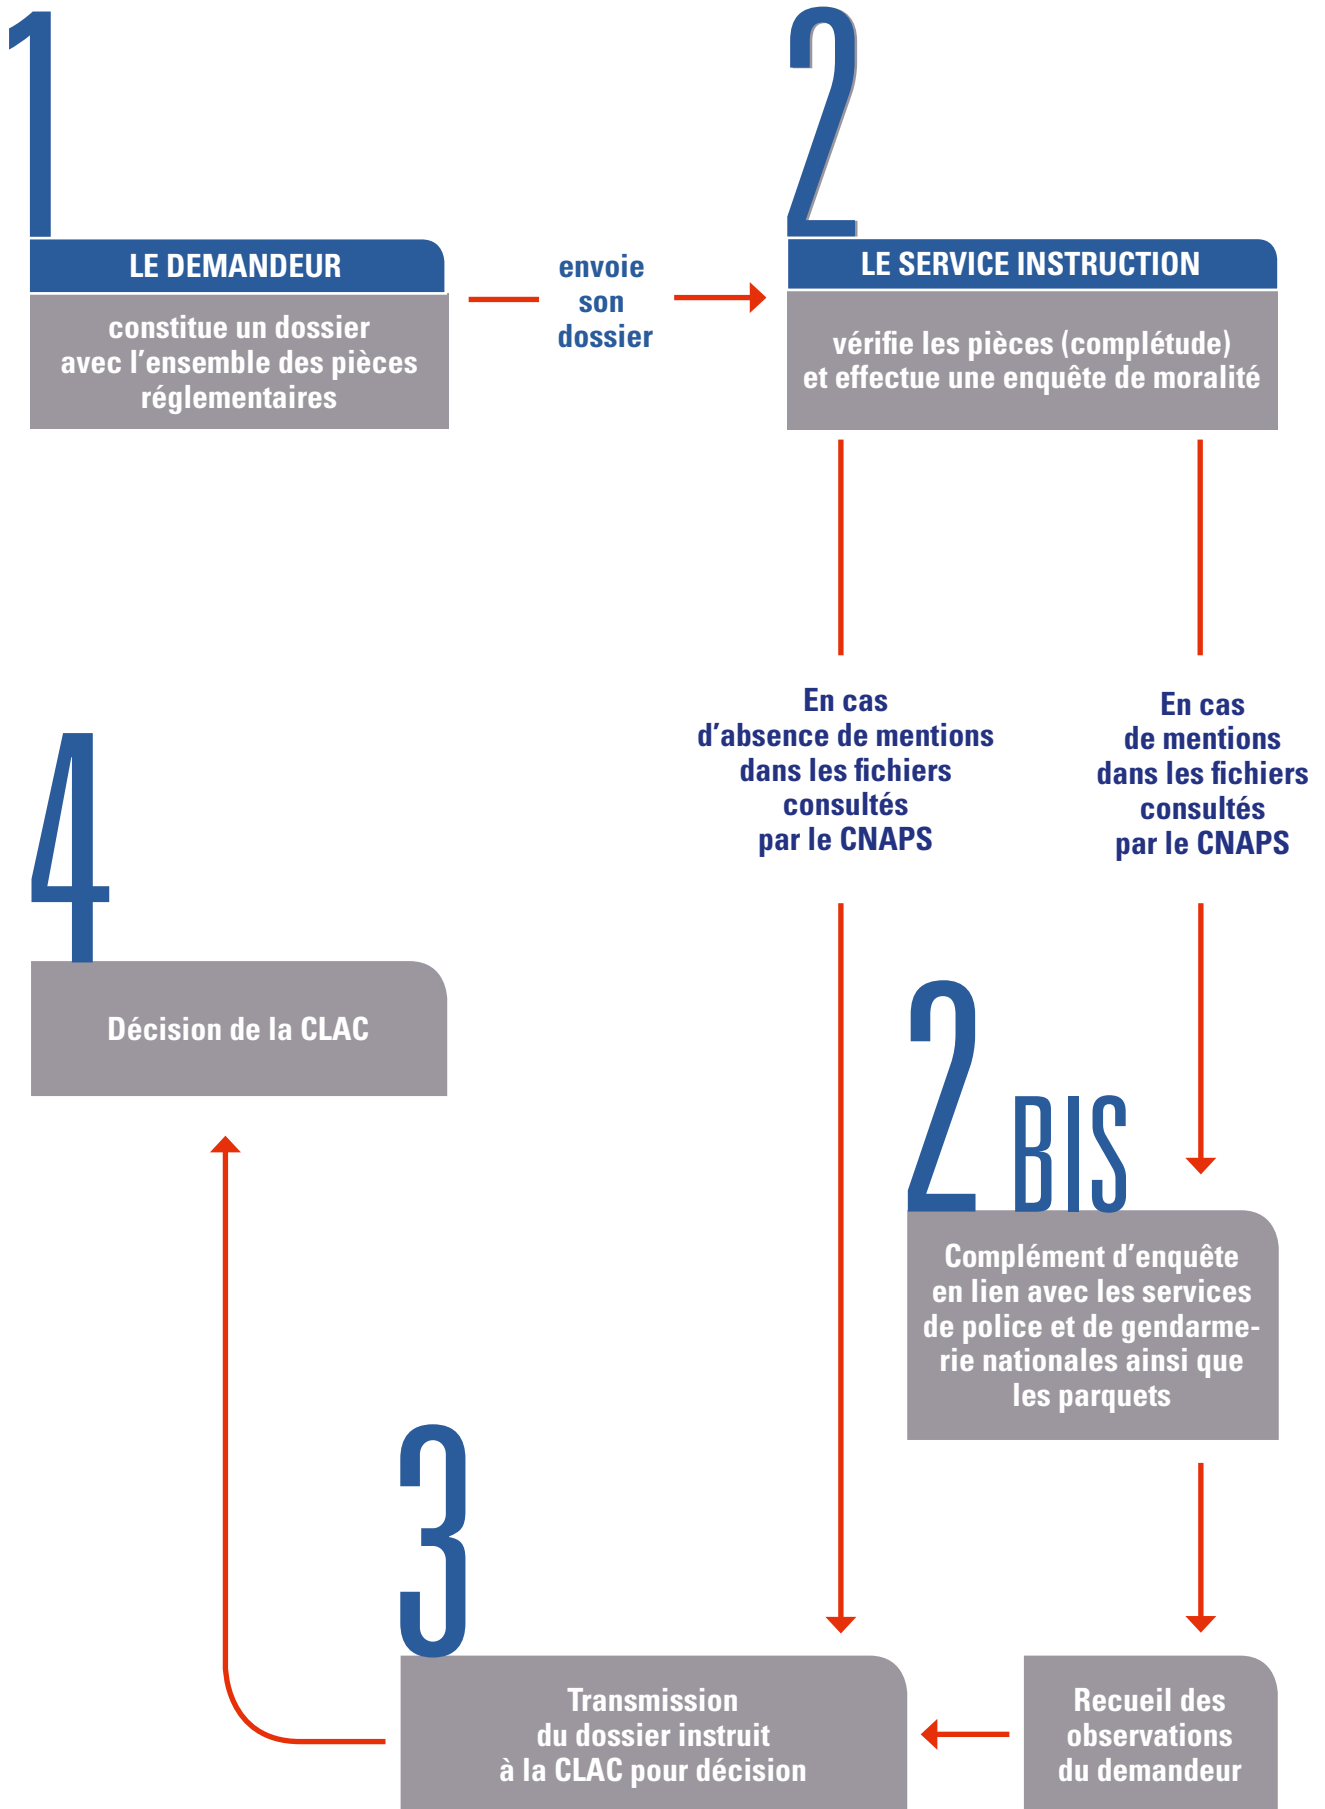 1
LE DEMANDEUR
constitue un dossier
avec l’ensemble des pièces
réglementaires
envoie
son
dossier
2
LE SERVICE INSTRUCTION
vérifie les pièces (complétude)
et effectue une enquête de moralité
En cas
d’absence de mentions
dans les fichiers
consultés
par le CNAPS
En cas
de mentions
dans les fichiers
consultés
par le CNAPS
2 BIS
Complément d’enquête
en lien avec les services
de police et de gendarme-
rie nationales ainsi que
les parquets
Recueil des
observations
du demandeur
3
Transmission
du dossier instruit
à la CLAC pour décision
4
Décision de la CLAC